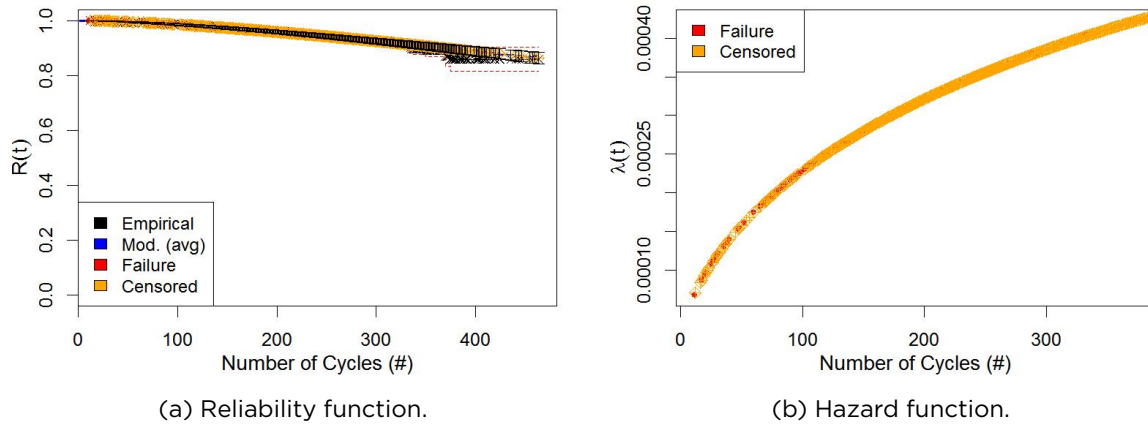 1.0
0.8
0.6
0.4
0.2
0.0
R(t)
Empirical
Mod. (avg)
Failure
Censored
0 100 200 300 400
Number of Cycles (#)
(a) Reliability function.
0.00040
0.00025
0.00010
λ(t)
Failure
Censored
0 100 200 300
Number of Cycles (#)
(b) Hazard function.